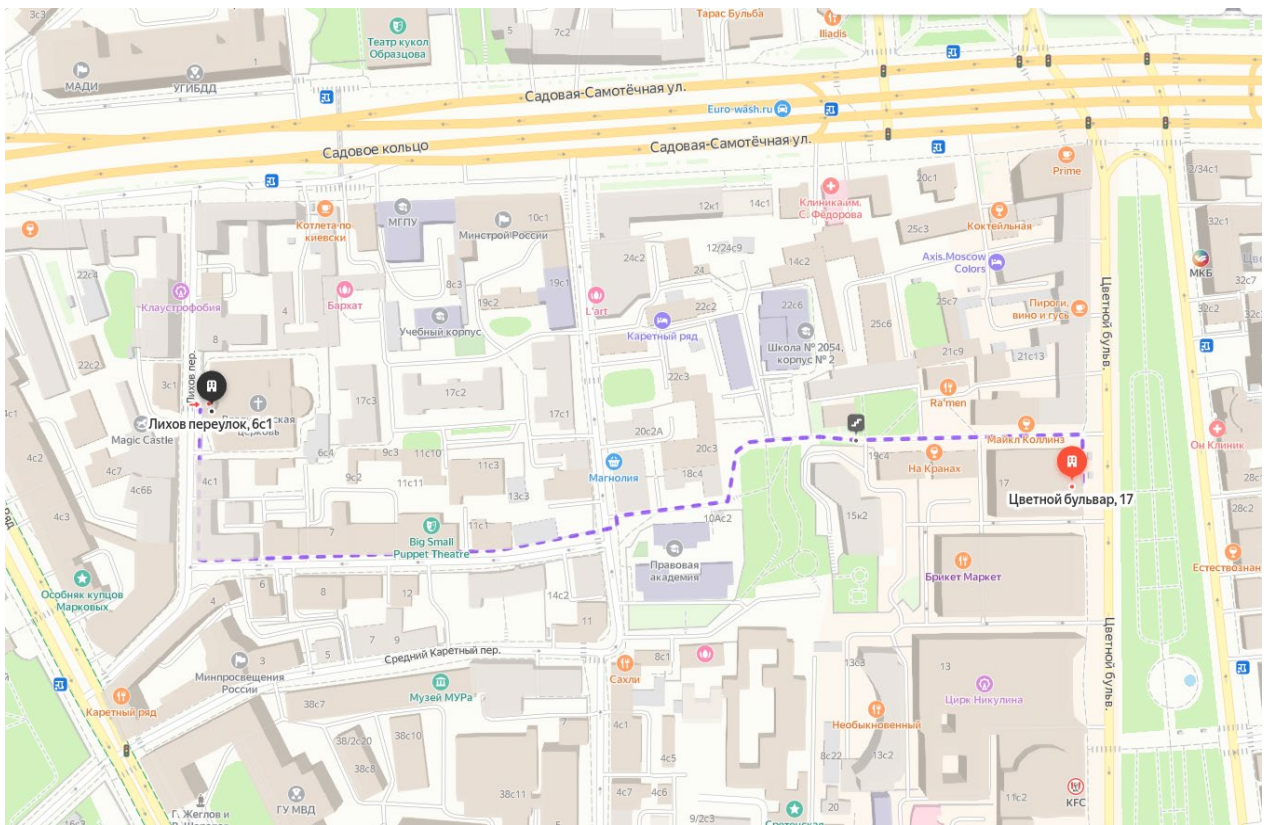 3с3
5
7с2
Тарас Бульба
Iliadis
Театр кукол
Образцова
МАДИ
УГИБДД
1
Садовая-Самотёчная ул.
Euro-wash.ru
Садовое кольцо
Садовая-Самотёчная ул.
Prime
2/34с1
20с1
Клиника им.
С. Фёдорова
МГПУ
10с1
12к1
14с1
32с1
Котлета по-
киевски
Минстрой России
25с3
Коктейльная
12/24с9
24с2
24
14с2
Axis.Moscow
Colors
МКБ
22с4
8с3
19с1
32с7
Клаустрофобия
Бархат
19с2
L'art
22с2
22с6
25с7
Пироги,
вино и гусь
Цветной бульв.
32с2
4
Учебный корпус
Каретный ряд
25с6
8
Школа № 2054,
корпус № 2
21с9
21с13
Лихов пер.
22с2
3с1
17с3
17с2
22с3
Ra'men
Лихов переулок, 6с1
церковь
17с1
20с2А
Майкл Коллинз
Magic Castle
Он Клиник
4с2
4с7
6с4
9с3
11с10
20с3
19с4
На Кранах
11с3
Магнолия
18с4
4с6Б
4с1
9с2
11с11
17
Цветной бульвар, 17
13с3
4с3
10Ас2
15к2
28с2
7
11с1
Big Small
Puppet Theatre
Правовая
академия
Брикет Маркет
Естествознан
Особняк купцов
Марковых
6
8
12
14с2
4
11
7
9
Средний Каретный пер.
5
3
Минпросвещения
России
8с1
Сахли
13с3
13
Цветной бульв.
Музей МУРа
Цирк Никулина
38с7
Каретный ряд
Необыкновенный
7
4с1
38/2с20
38с10
38с8
4с5
8с22
13с2
Г. Жеглов и
ГУ МВД
38с11
5
4с7
4с6
20
11с2
KFC
16с3
9/2с3
Сретенская